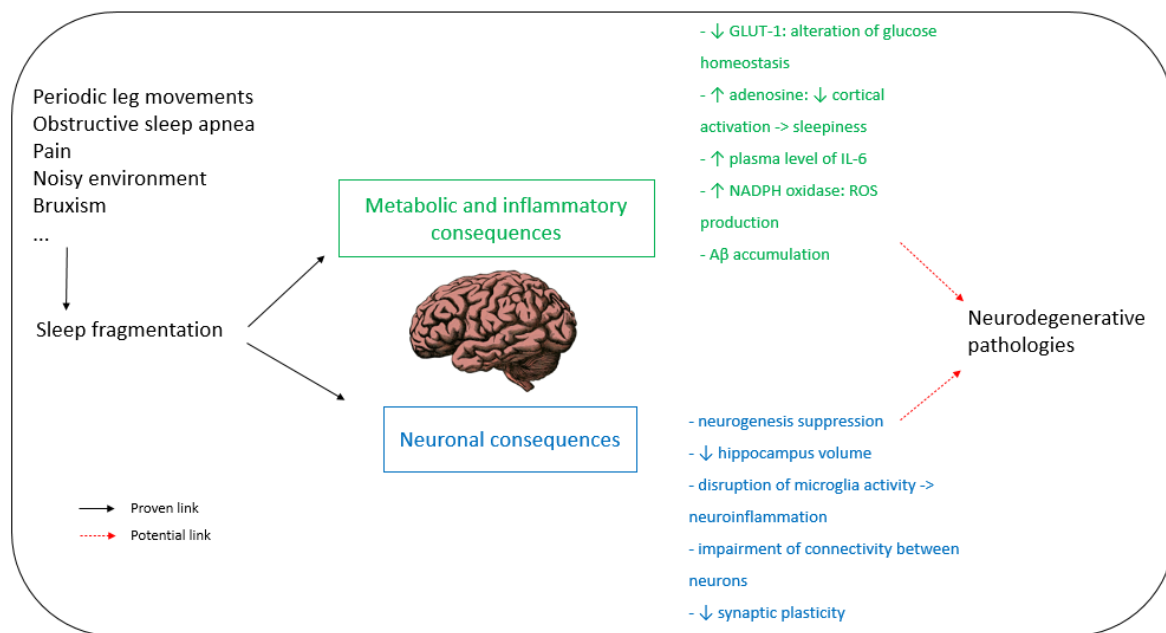 Periodic leg movements
Obstructive sleep apnea
Pain
Noisy environment
Bruxism
...
Sleep fragmentation
Metabolic and inflammatory
consequences
Neuronal consequences
- ↓ GLUT-1: alteration of glucose
homeostasis
- ↑ adenosine: ↓ cortical
activation -> sleepiness
- ↑ plasma level of IL-6
- ↑ NADPH oxidase: ROS
production
- Aβ accumulation
- neurogenesis suppression
- ↓ hippocampus volume
- disruption of microglia activity ->
neuroinflammation
- impairment of connectivity between
neurons
- ↓ synaptic plasticity
Neurodegenerative
pathologies
Proven link
Potential link